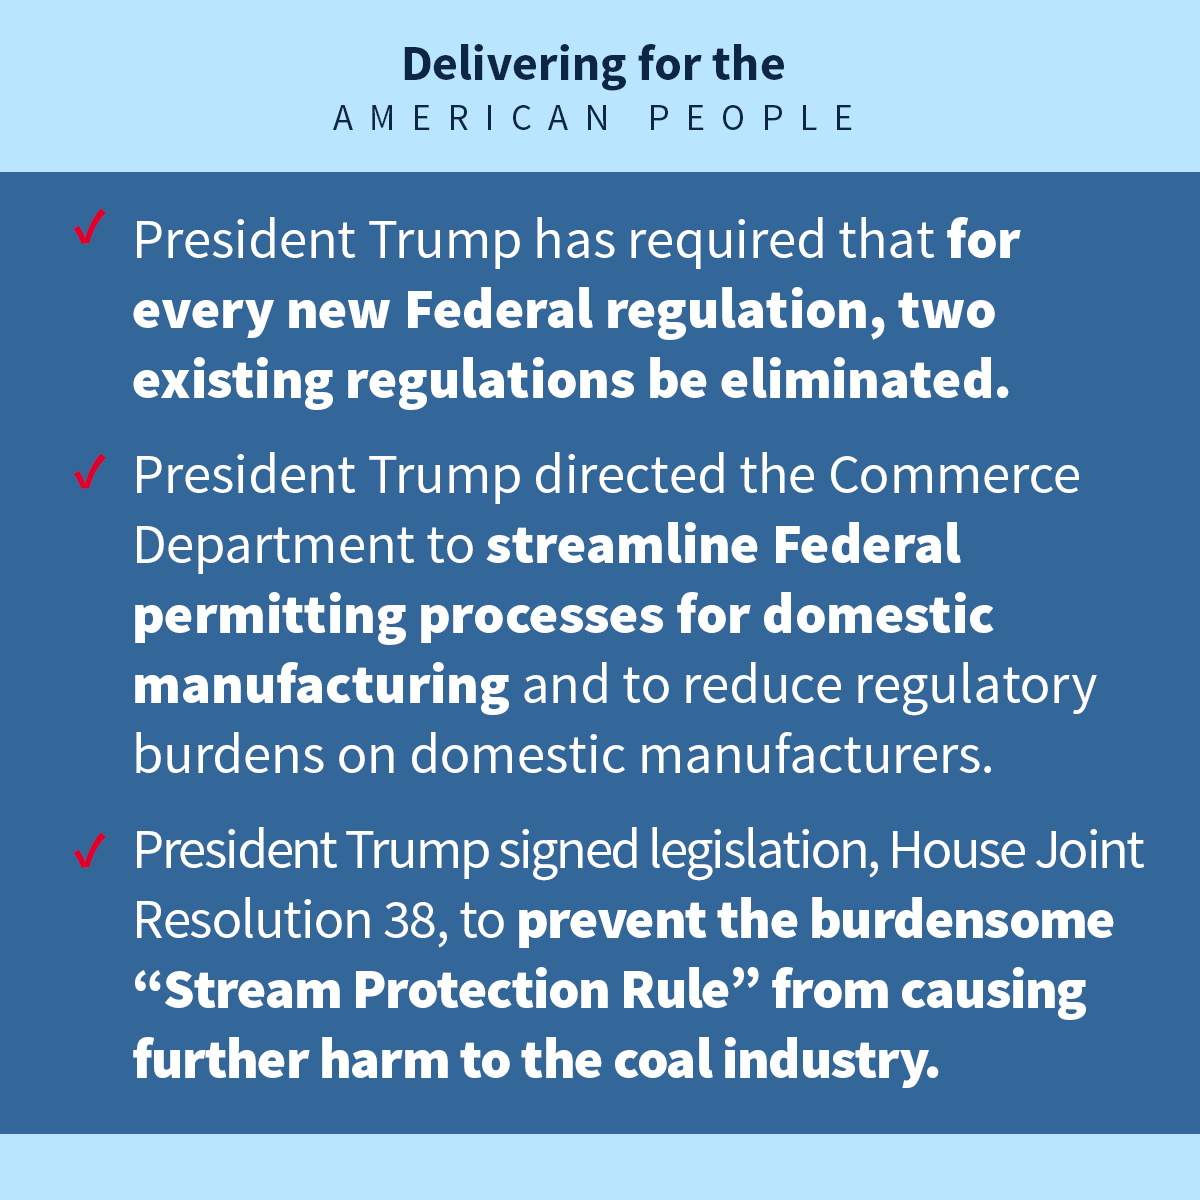 Delivering for the
AMERICAN PEOPLE
✓ President Trump has required that for
every new Federal regulation, two
existing regulations be eliminated.
✓ President Trump directed the Commerce
Department to streamline Federal
permitting processes for domestic
manufacturing and to reduce regulatory
burdens on domestic manufacturers.
✓ President Trump signed legislation, House Joint
Resolution 38, to prevent the burdensome
“Stream Protection Rule” from causing
further harm to the coal industry.